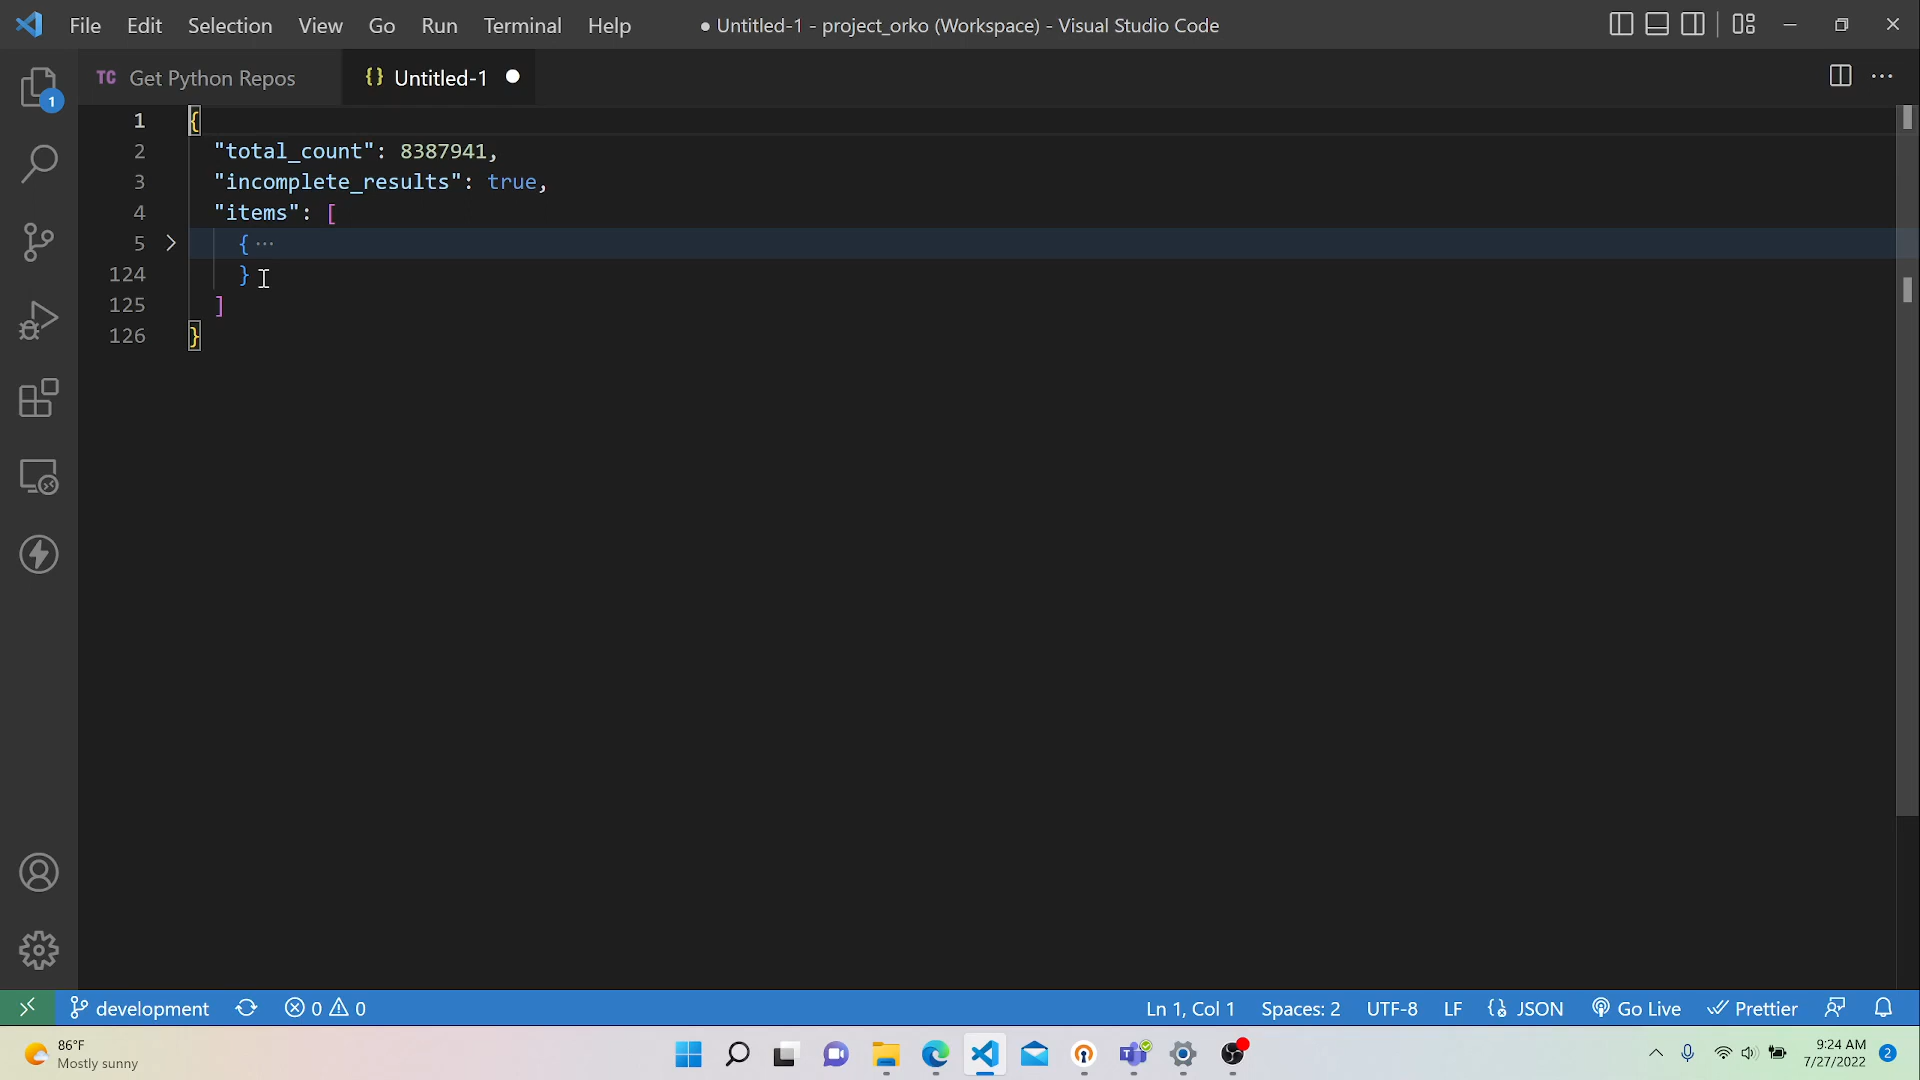 File Edit Selection View Go Run Terminal Help ● Untitled-1 - project_orko (Workspace) - Visual Studio Code
TC Get Python Repos {} Untitled-1 ●
1
1 {
2 "total_count": 8387941,
3 "incomplete_results": true,
4 "items": [
5 { ···
124 }
125 ]
126 }
development 0 0 Ln 1, Col 1 Spaces: 2 UTF-8 LF {} JSON Go Live Prettier
86°F
Mostly sunny
9:24 AM
7/27/2022
2